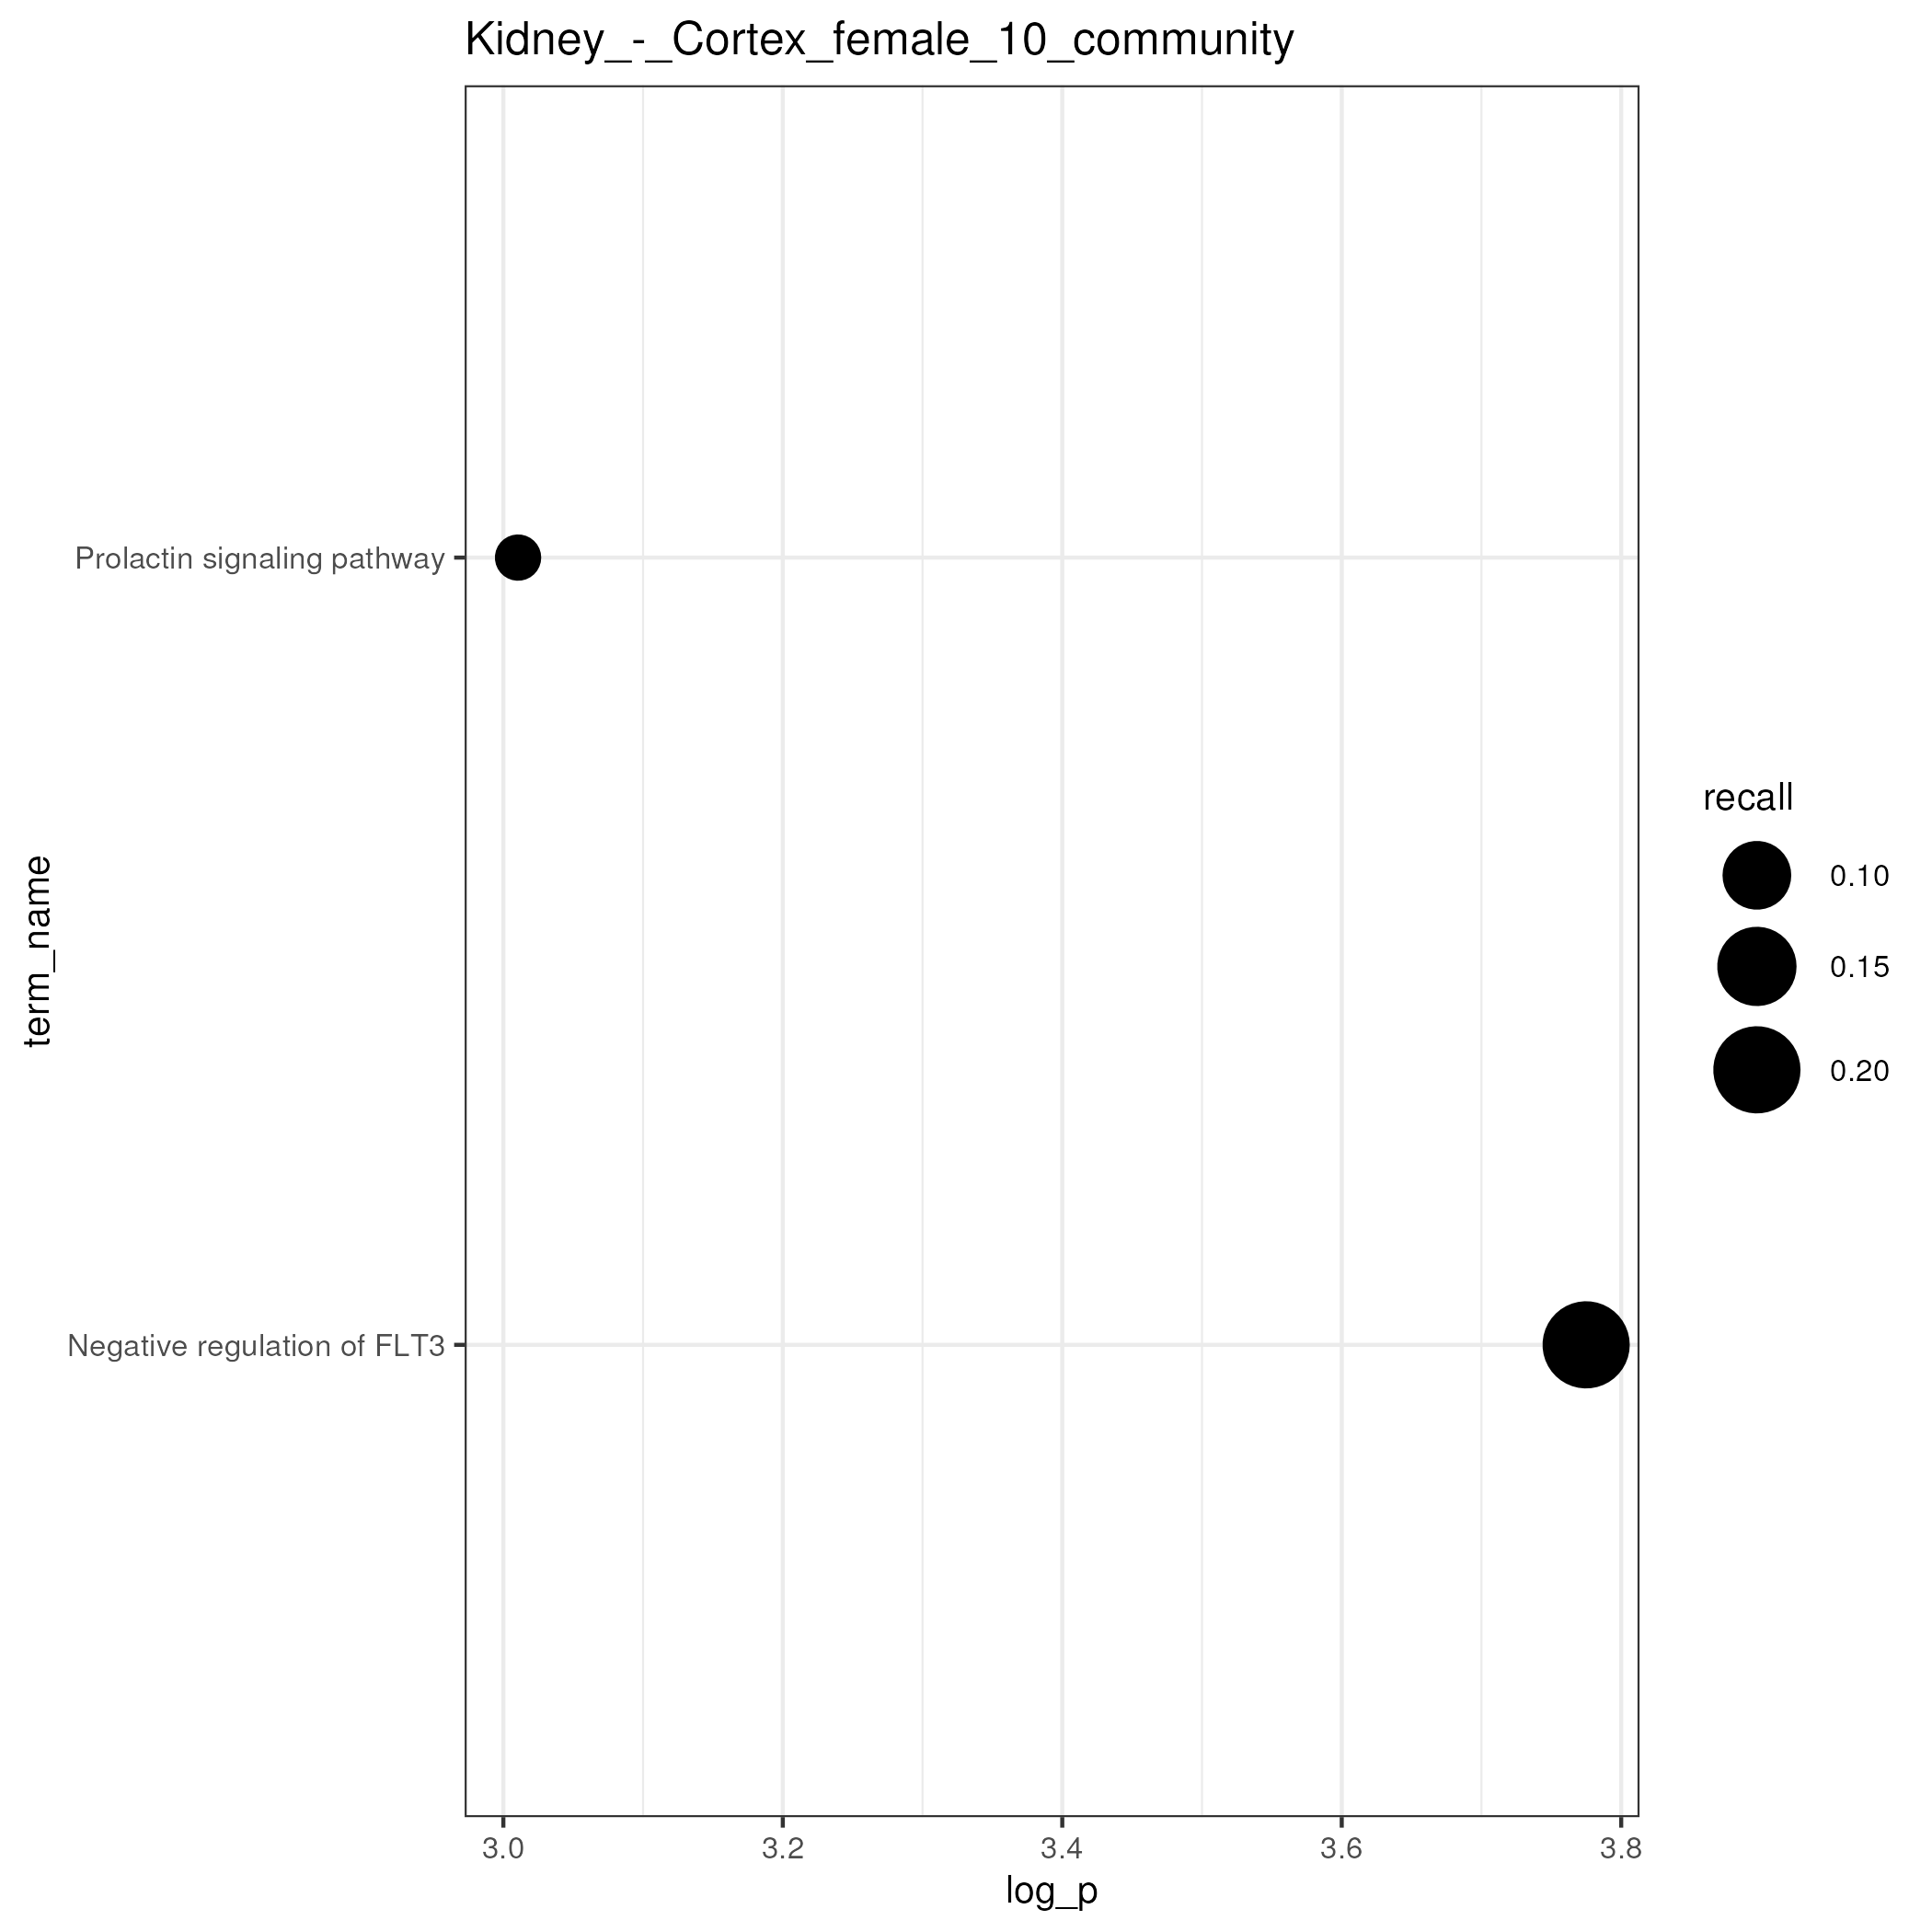 Kidney_-_Cortex_female_10_community
Prolactin signaling pathway
Negative regulation of FLT3
term_name
3.0
3.2
3.4
3.6
3.8
log_p
recall
0.10
0.15
0.20